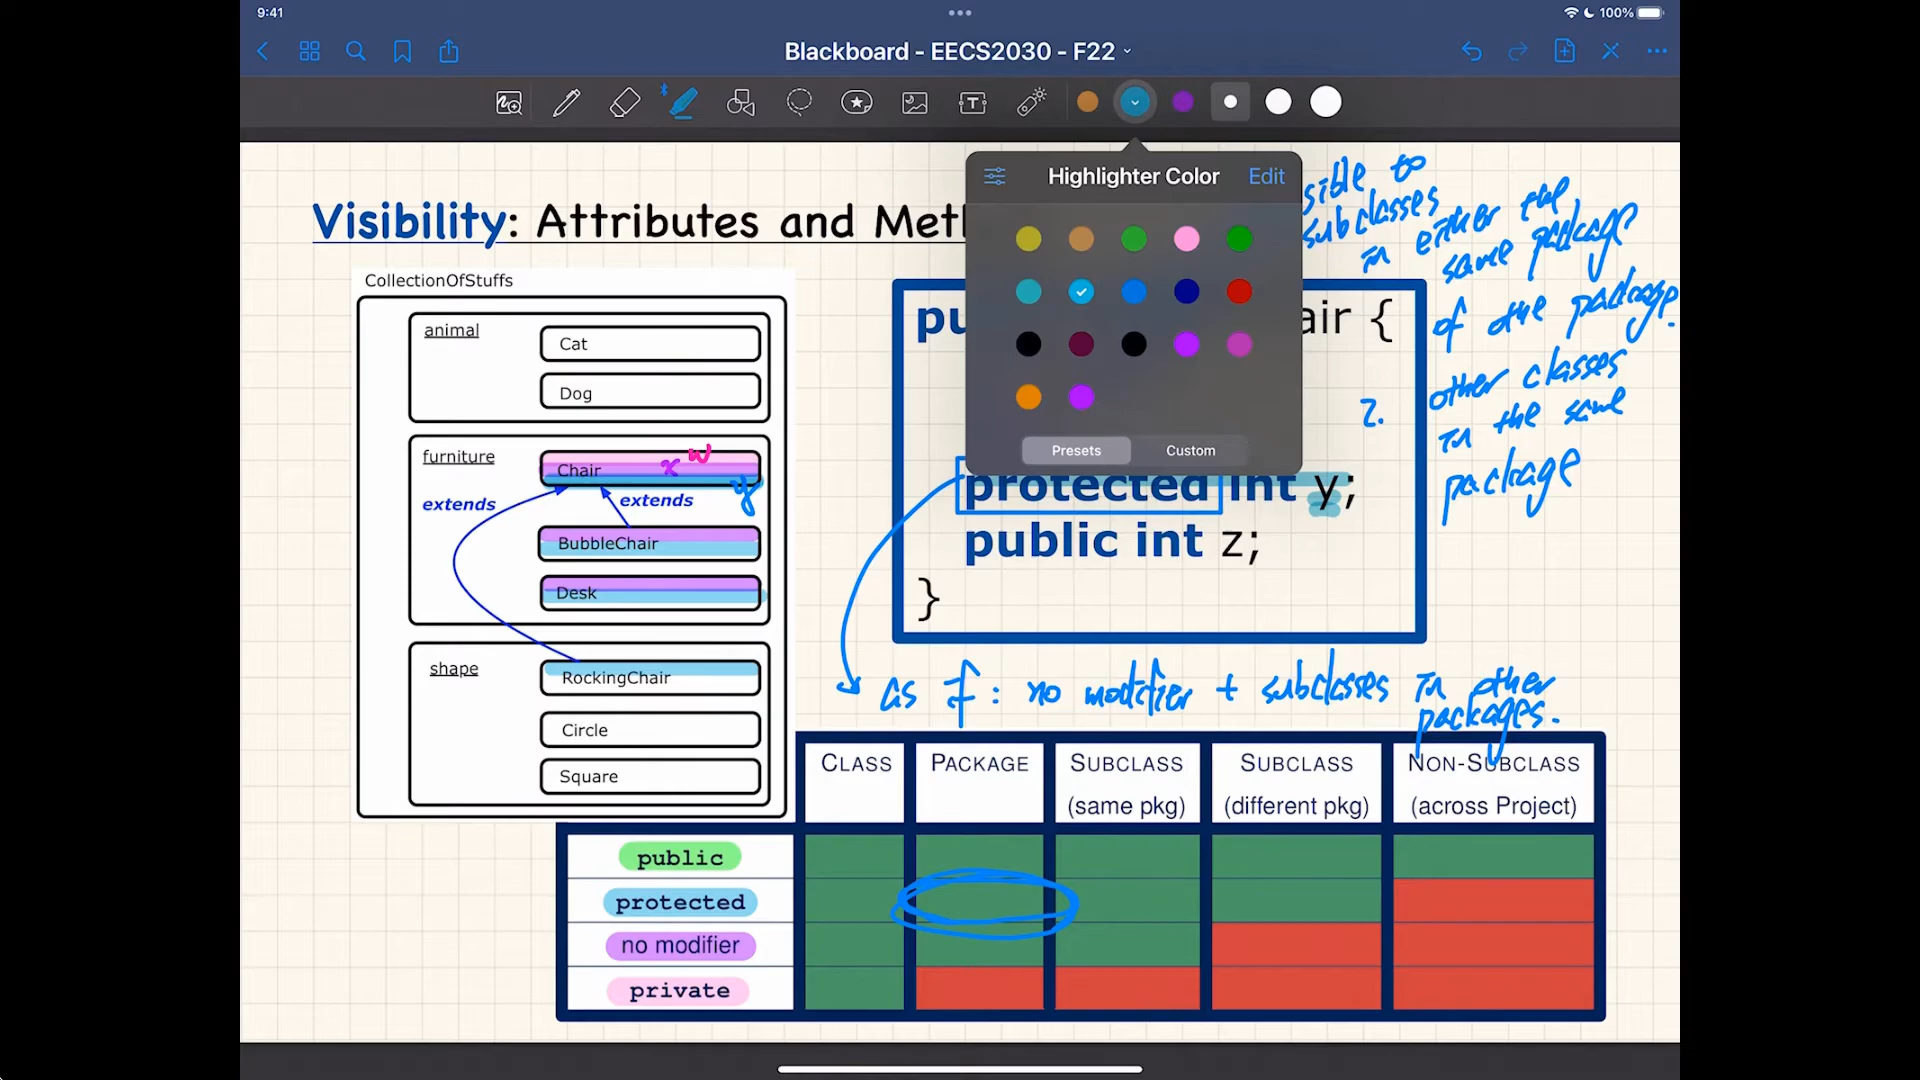 9:41
100%
Blackboard - EECS2030 - F22
Highlighter Color
Edit
Presets
Custom
Visibility: Attributes and Met
sible to
subclasses
in either the
same package
of the package.
2. other classes
in the same
package
CollectionOfStuffs
animal
Cat
Dog
furniture
Chair
x w
y
extends
extends
BubbleChair
Desk
shape
RockingChair
Circle
Square
pu
air {
protected int y;
public int z;
}
as if: no modifier + subclasses in other
packages.
CLASS
PACKAGE
SUBCLASS
(same pkg)
SUBCLASS
(different pkg)
NON-SUBCLASS
(across Project)
public
protected
no modifier
private